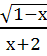 √(1-x)
x+2